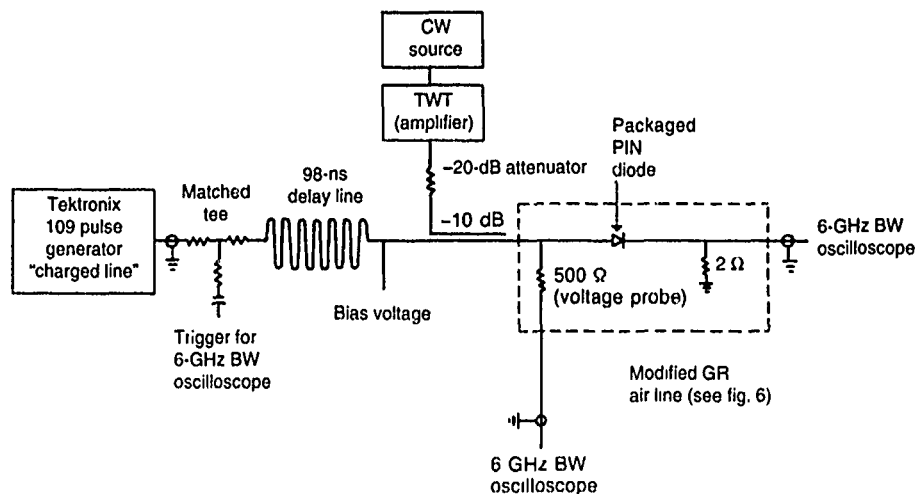 CW
source
TWT
(amplifier)
Packaged
PIN
diode
98-ns
delay line
-20-dB attenuator
Tektronix
109 pulse
generator
"charged line"
Matched
tee
-10 dB
6-GHz BW
oscilloscope
500 Ω
(voltage probe)
2 Ω
Bias voltage
Trigger for
6-GHz BW
oscilloscope
Modified GR
air line (see fig. 6)
6 GHz BW
oscilloscope